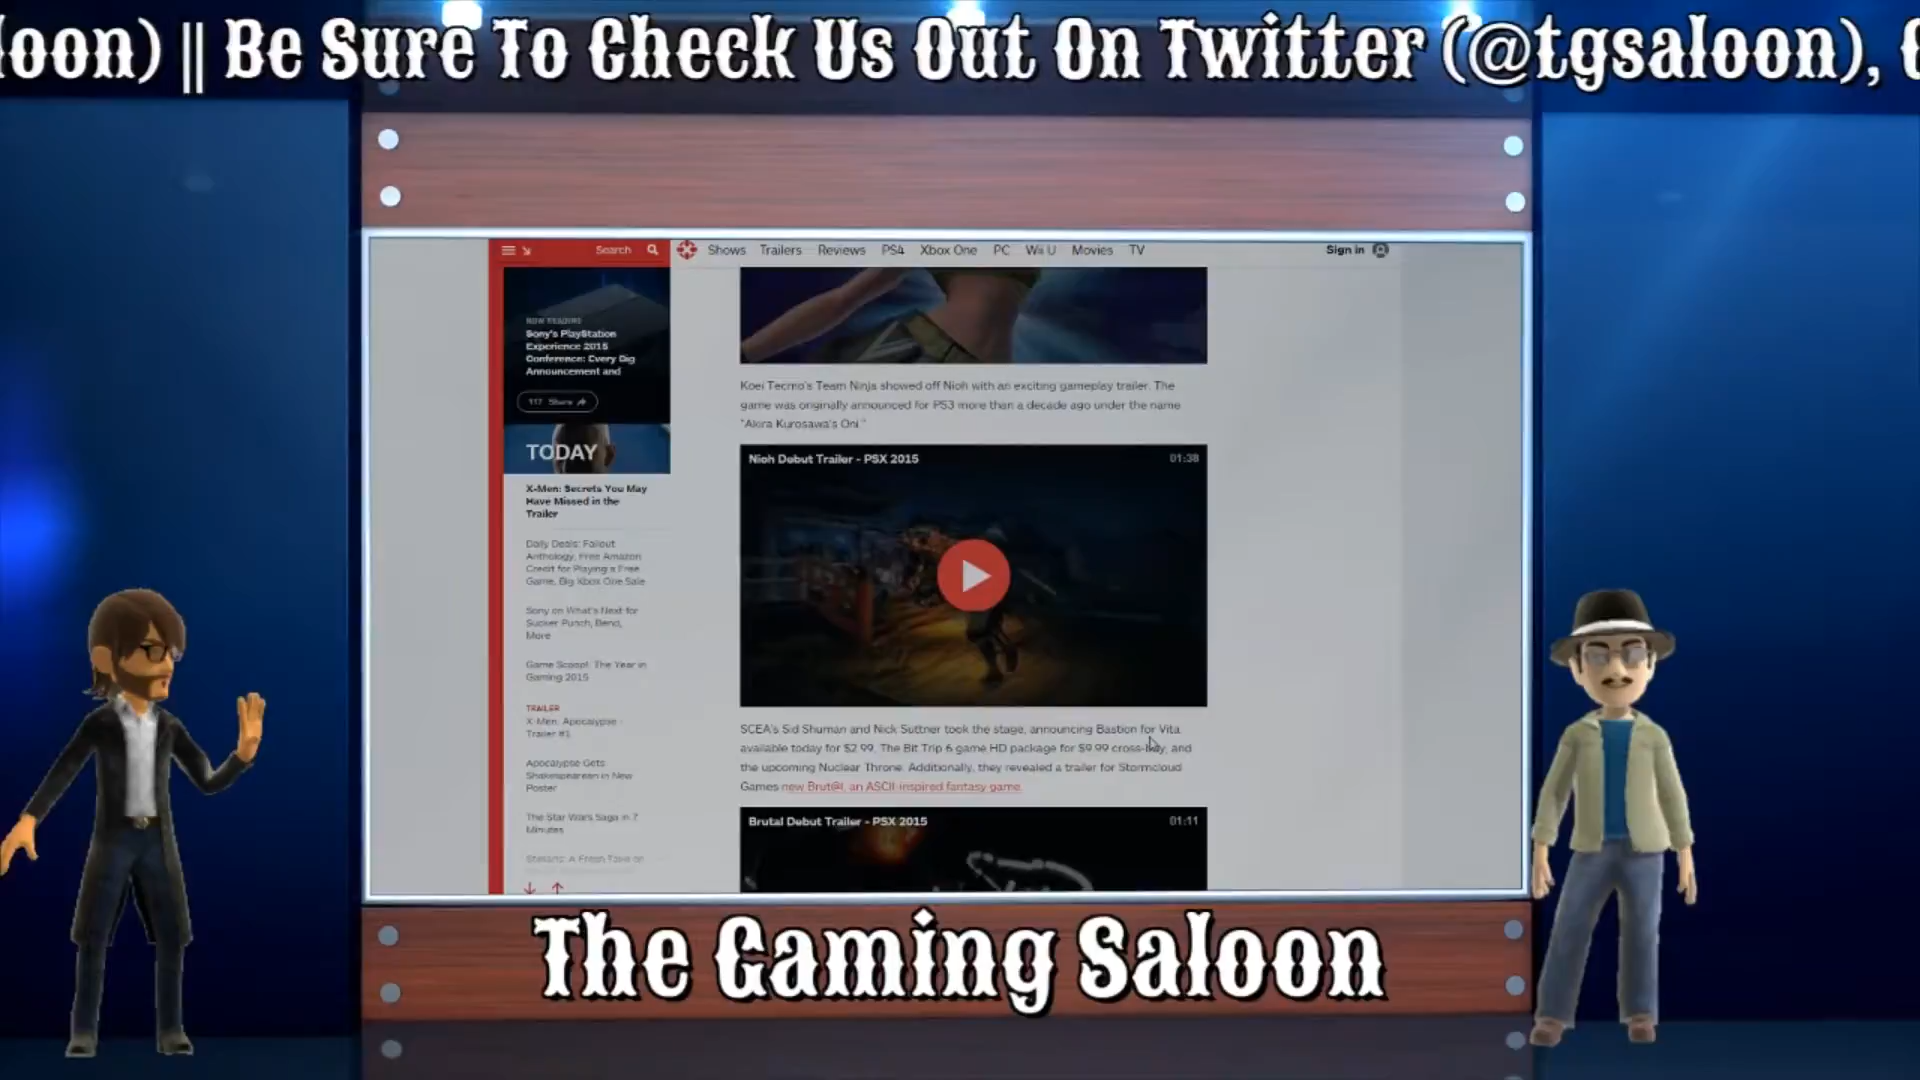 loon) || Be Sure To Check Us Out On Twitter (@tgsaloon),
Search
Shows Trailers Reviews PS4 Xbox One PC Wii U Movies TV
Sign in
NOW READING
Sony's PlayStation
Experience 2015
Conference: Every Big
Announcement and
117 Share
TODAY
X-Men: Secrets You May
Have Missed in the
Trailer
Daily Deals: Fallout
Anthology, Free Amazon
Credit for Playing a Free
Game, Big Xbox One Sale
Sony on What's Next for
Sucker Punch, Bend,
More
Game Scoop!: The Year in
Gaming 2015
TRAILER
X-Men: Apocalypse -
Trailer #1
Apocalypse Gets
Shakespearean in New
Poster
The Star Wars Saga in 7
Minutes
A Fresh Take on
Koei Tecmo's Team Ninja showed off Nioh with an exciting gameplay trailer. The
game was originally announced for PS3 more than a decade ago under the name
"Akira Kurosawa's Oni."
Nioh Debut Trailer - PSX 2015
01:38
SCEA's Sid Shuman and Nick Suttner took the stage, announcing Bastion for Vita
available today for $2.99, The Bit Trip 6 game HD package for $9.99 cross-buy, and
the upcoming Nuclear Throne. Additionally, they revealed a trailer for Stormcloud
Games new Brut@l, an ASCII-inspired fantasy game.
Brutal Debut Trailer - PSX 2015
01:11
The Gaming Saloon